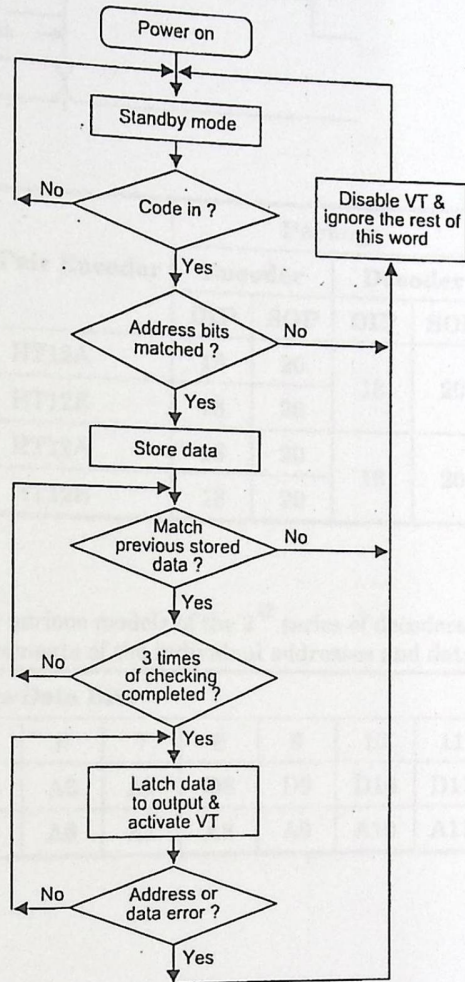 Power on
Standby mode
No
Code in ?
Disable VT &
ignore the rest of
this word
Yes
Address bits
matched ?
No
Yes
Store data
No
Match
previous stored
data ?
No
Yes
No
3 times
of checking
completed ?
Yes
Latch data
to output &
activate VT
No
Address or
data error ?
Yes